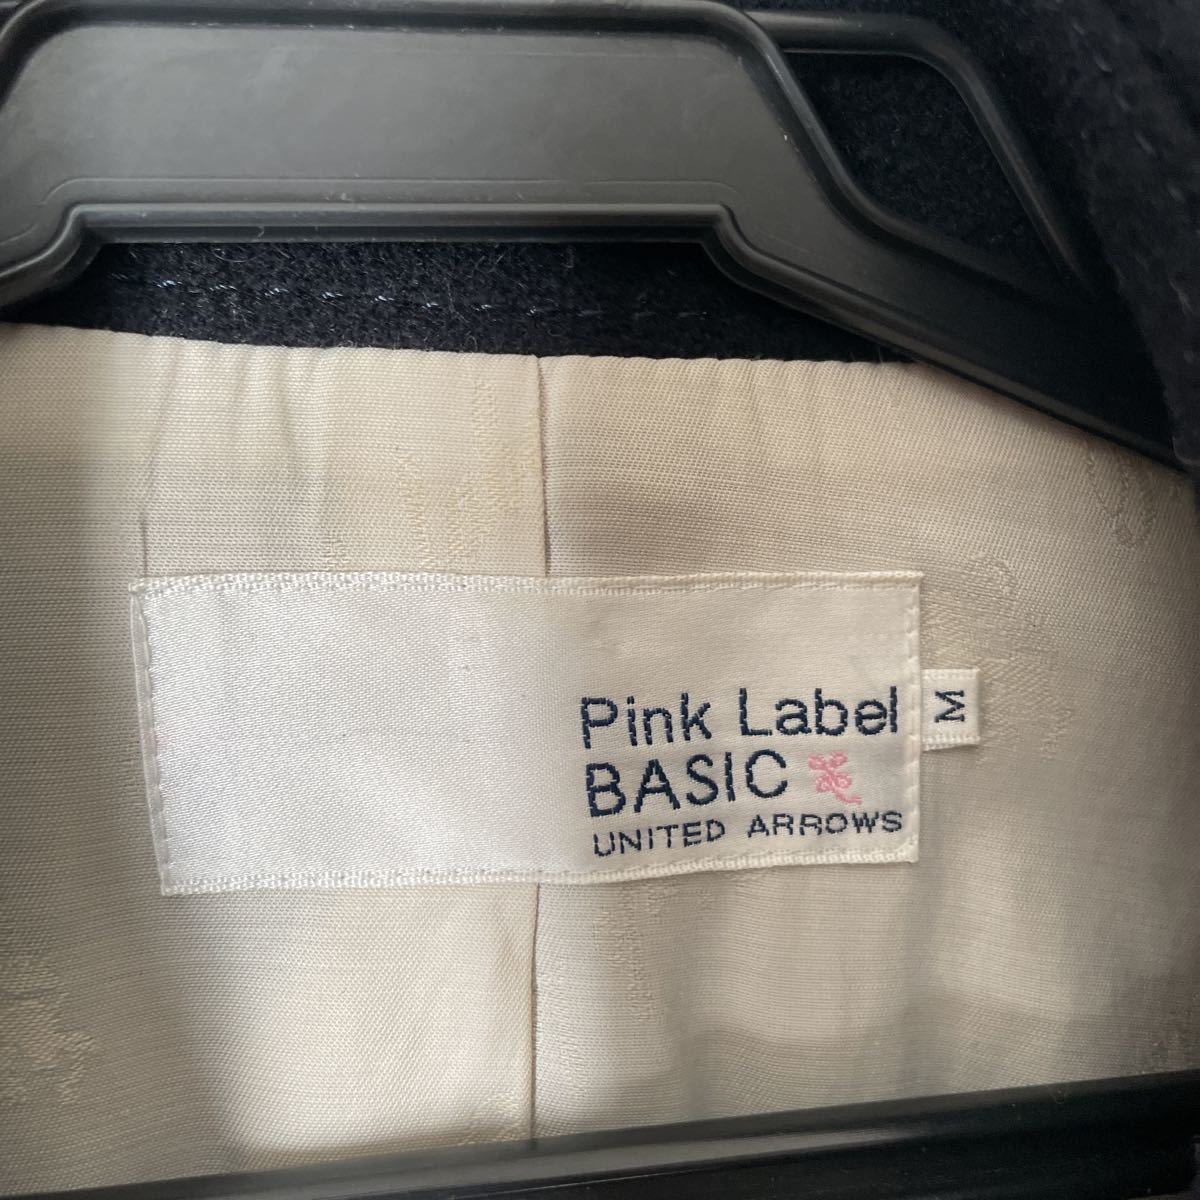 Pink Label
BASIC
UNITED ARROWS
M